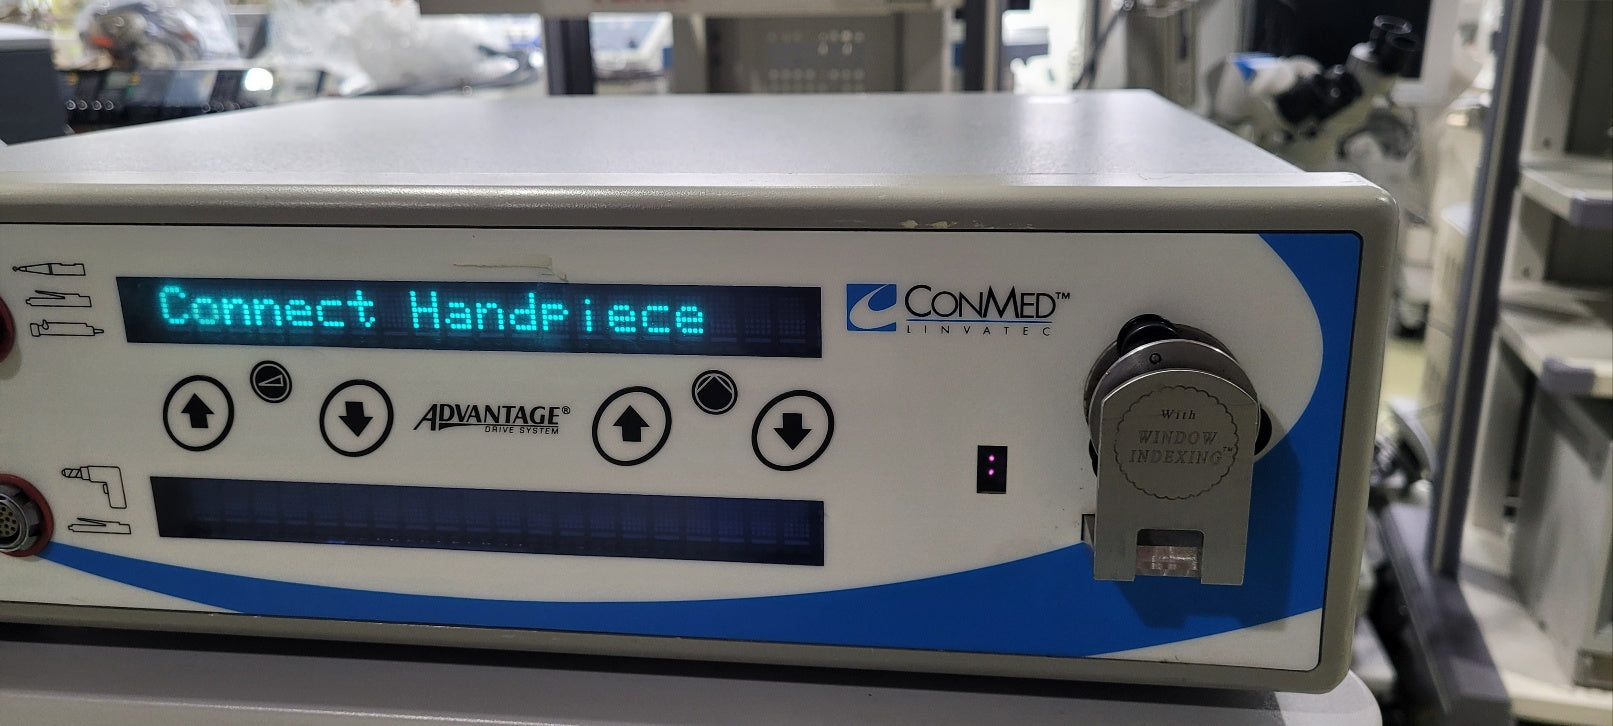 Connect Handpiece
CONMED™
LINVATEC
ADVANTAGE®
DRIVE SYSTEM
With
WINDOW
INDEXING™